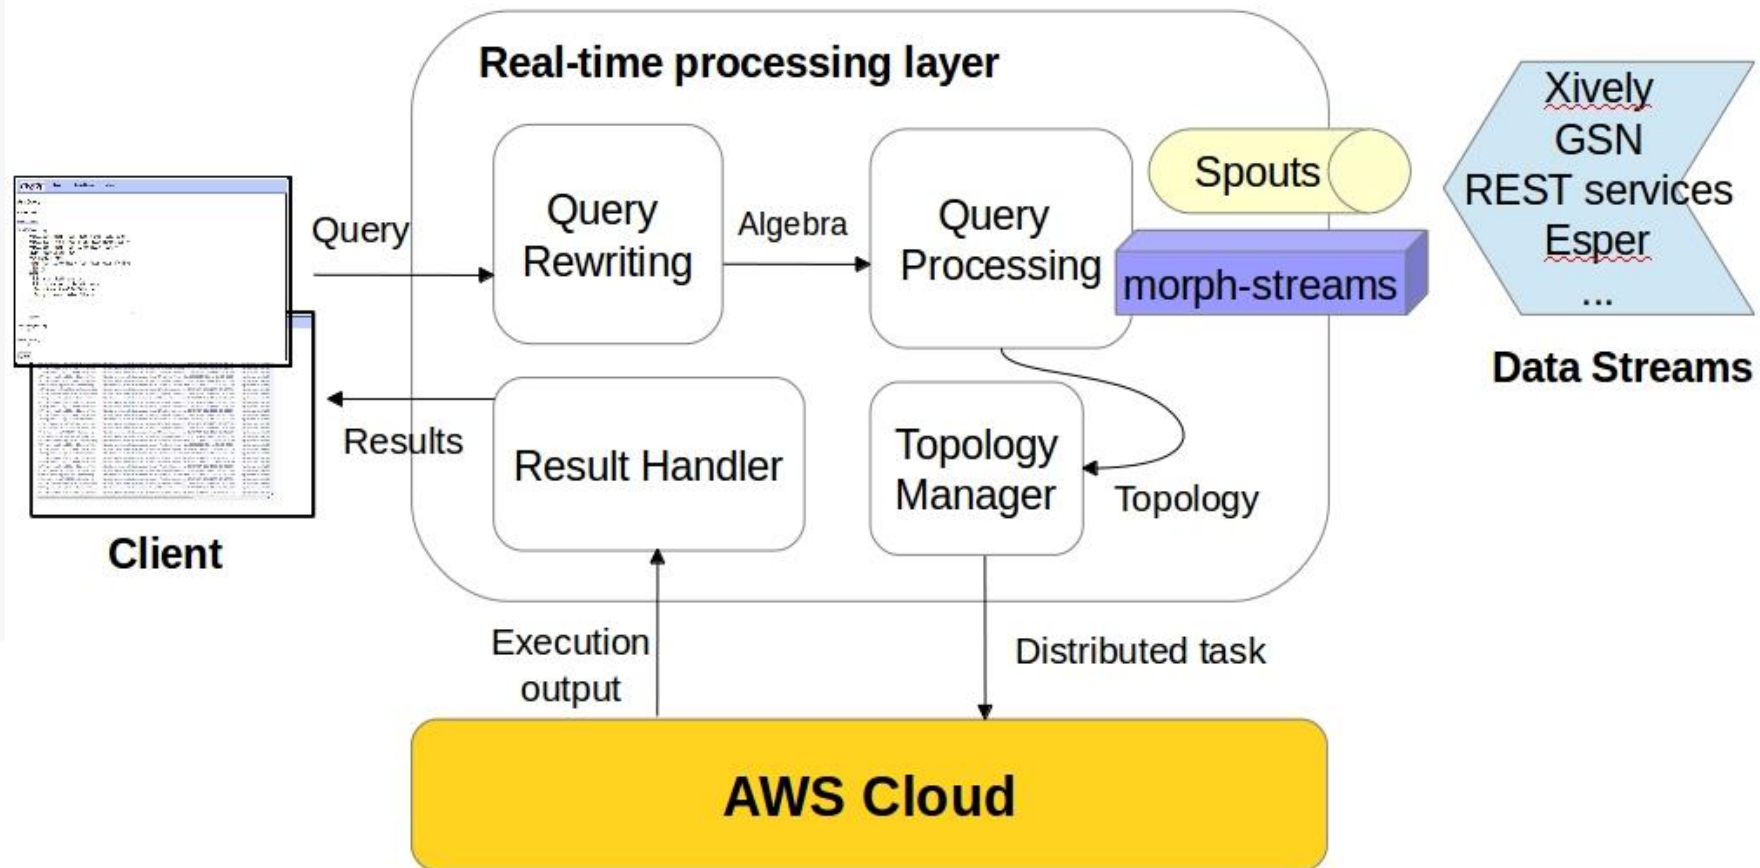 Real-time processing layer
Query
Query
Rewriting
Algebra
Query
Processing
Spouts
morph-streams
Xively
GSN
REST services
Esper
...
Data Streams
Results
Result Handler
Topology
Manager
Topology
Client
Execution
output
Distributed task
AWS Cloud